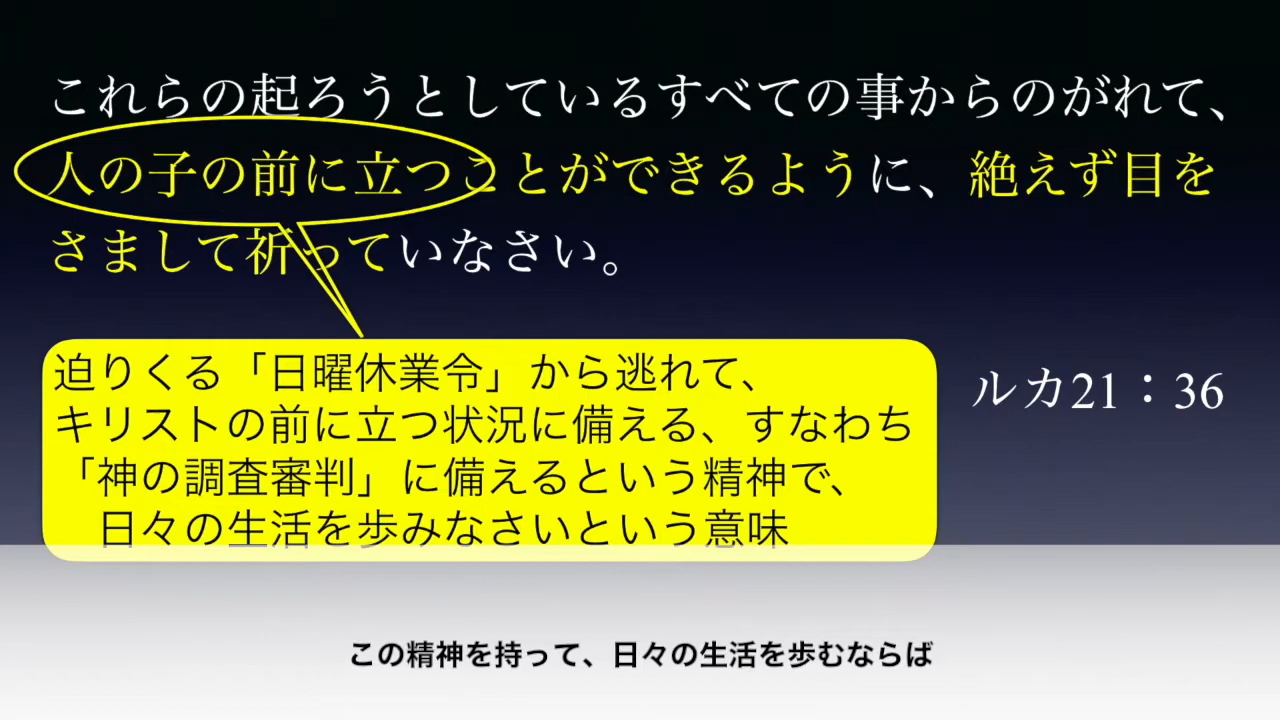 これらの起ろうとしているすべての事からのがれて、
人の子の前に立つことができるように、絶えず目を
さまして祈っていなさい。
迫りくる「日曜休業令」から逃れて、
キリストの前に立つ状況に備える、すなわち
「神の調査審判」に備えるという精神で、
日々の生活を歩みなさいという意味
ルカ21：36
この精神を持って、日々の生活を歩むならば